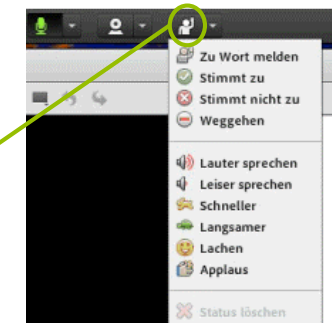 Zu Wort melden
Stimmt zu
Stimmt nicht zu
Weggehen
Lauter sprechen
Leiser sprechen
Schneller
Langsamer
Lachen
Applaus
Status löschen